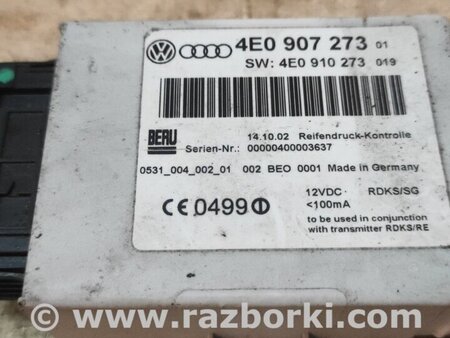 4E0 907 273 01
SW: 4E0 910 273 019
BERU
14.10.02 Reifendruck-Kontrolle
Serien-Nr.: 00000400003637
0531_004_002_01 002 BEO 0001 Made in Germany
12VDC RDKS/SG
CE 0499 <100mA
to be used in conjunction
with transmitter RDKS/RE
www.razborki.com